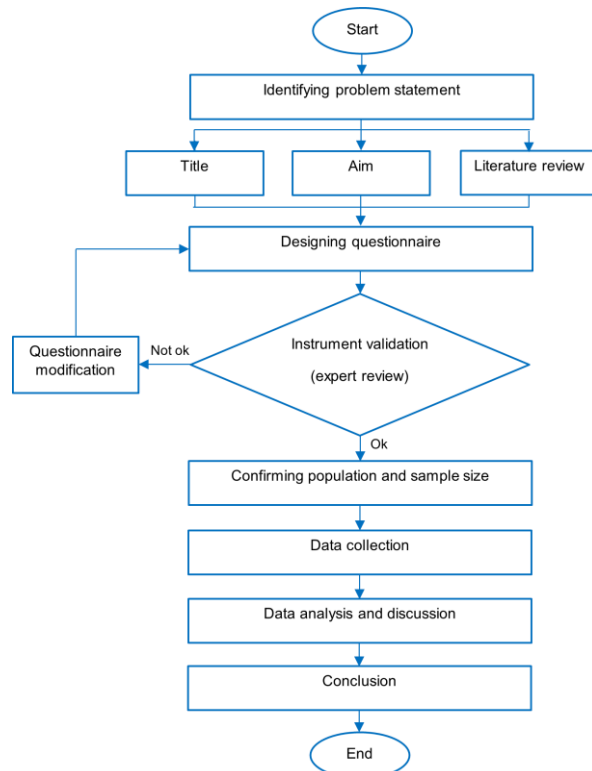 Start
Identifying problem statement
Title
Aim
Literature review
Designing questionnaire
Instrument validation
(expert review)
Not ok
Questionnaire
modification
Ok
Confirming population and sample size
Data collection
Data analysis and discussion
Conclusion
End